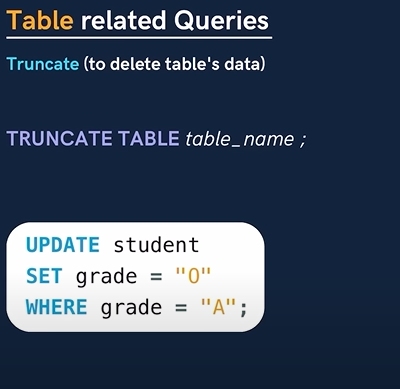 Table related Queries
Truncate (to delete table's data)
TRUNCATE TABLE table_name ;
UPDATE student
SET grade = "O"
WHERE grade = "A";